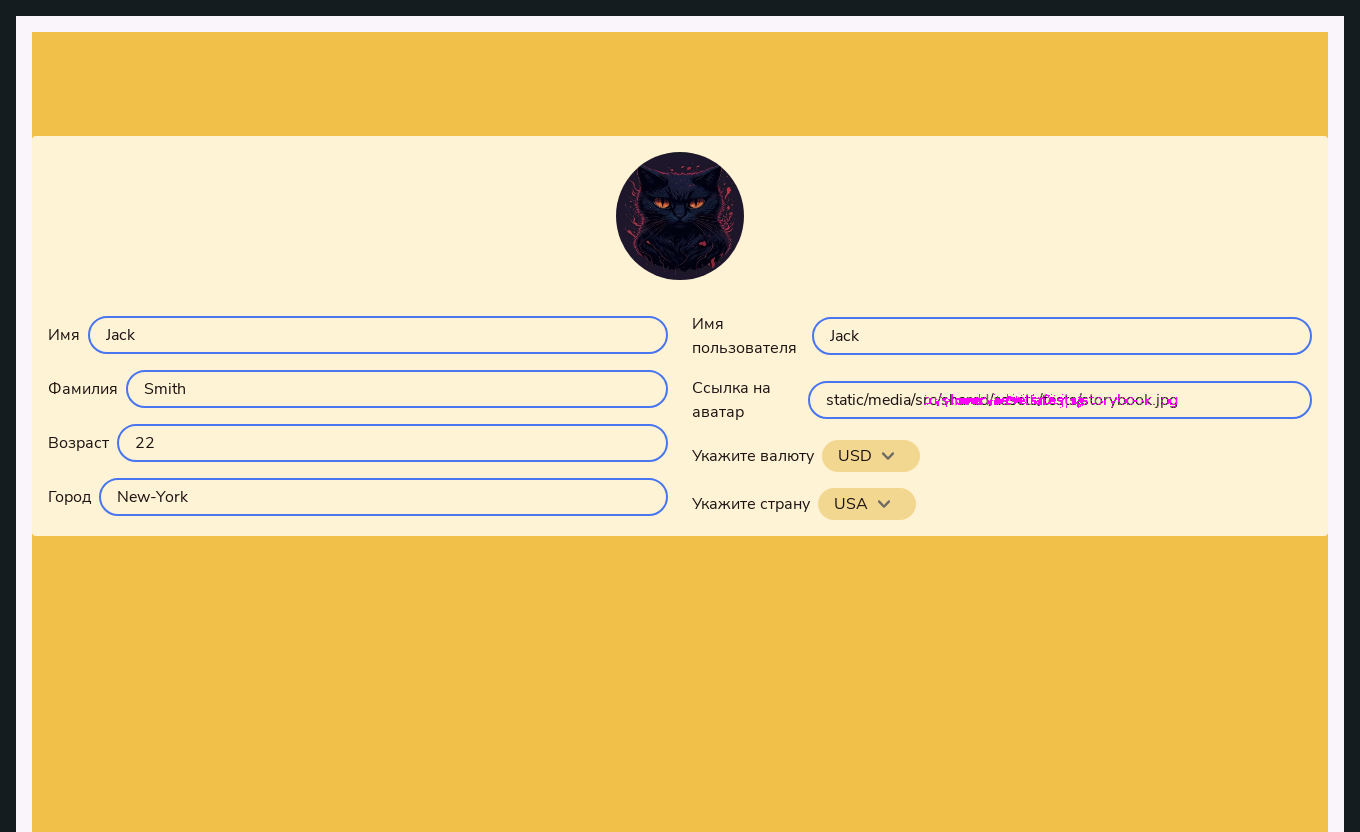 Имя
Jack
Фамилия
Smith
Возраст
22
Город
New-York
Имя
пользователя
Jack
Ссылка на
аватар
static/media/src/shared/assets/tests/storybook.jpg
Укажите валюту
USD
Укажите страну
USA